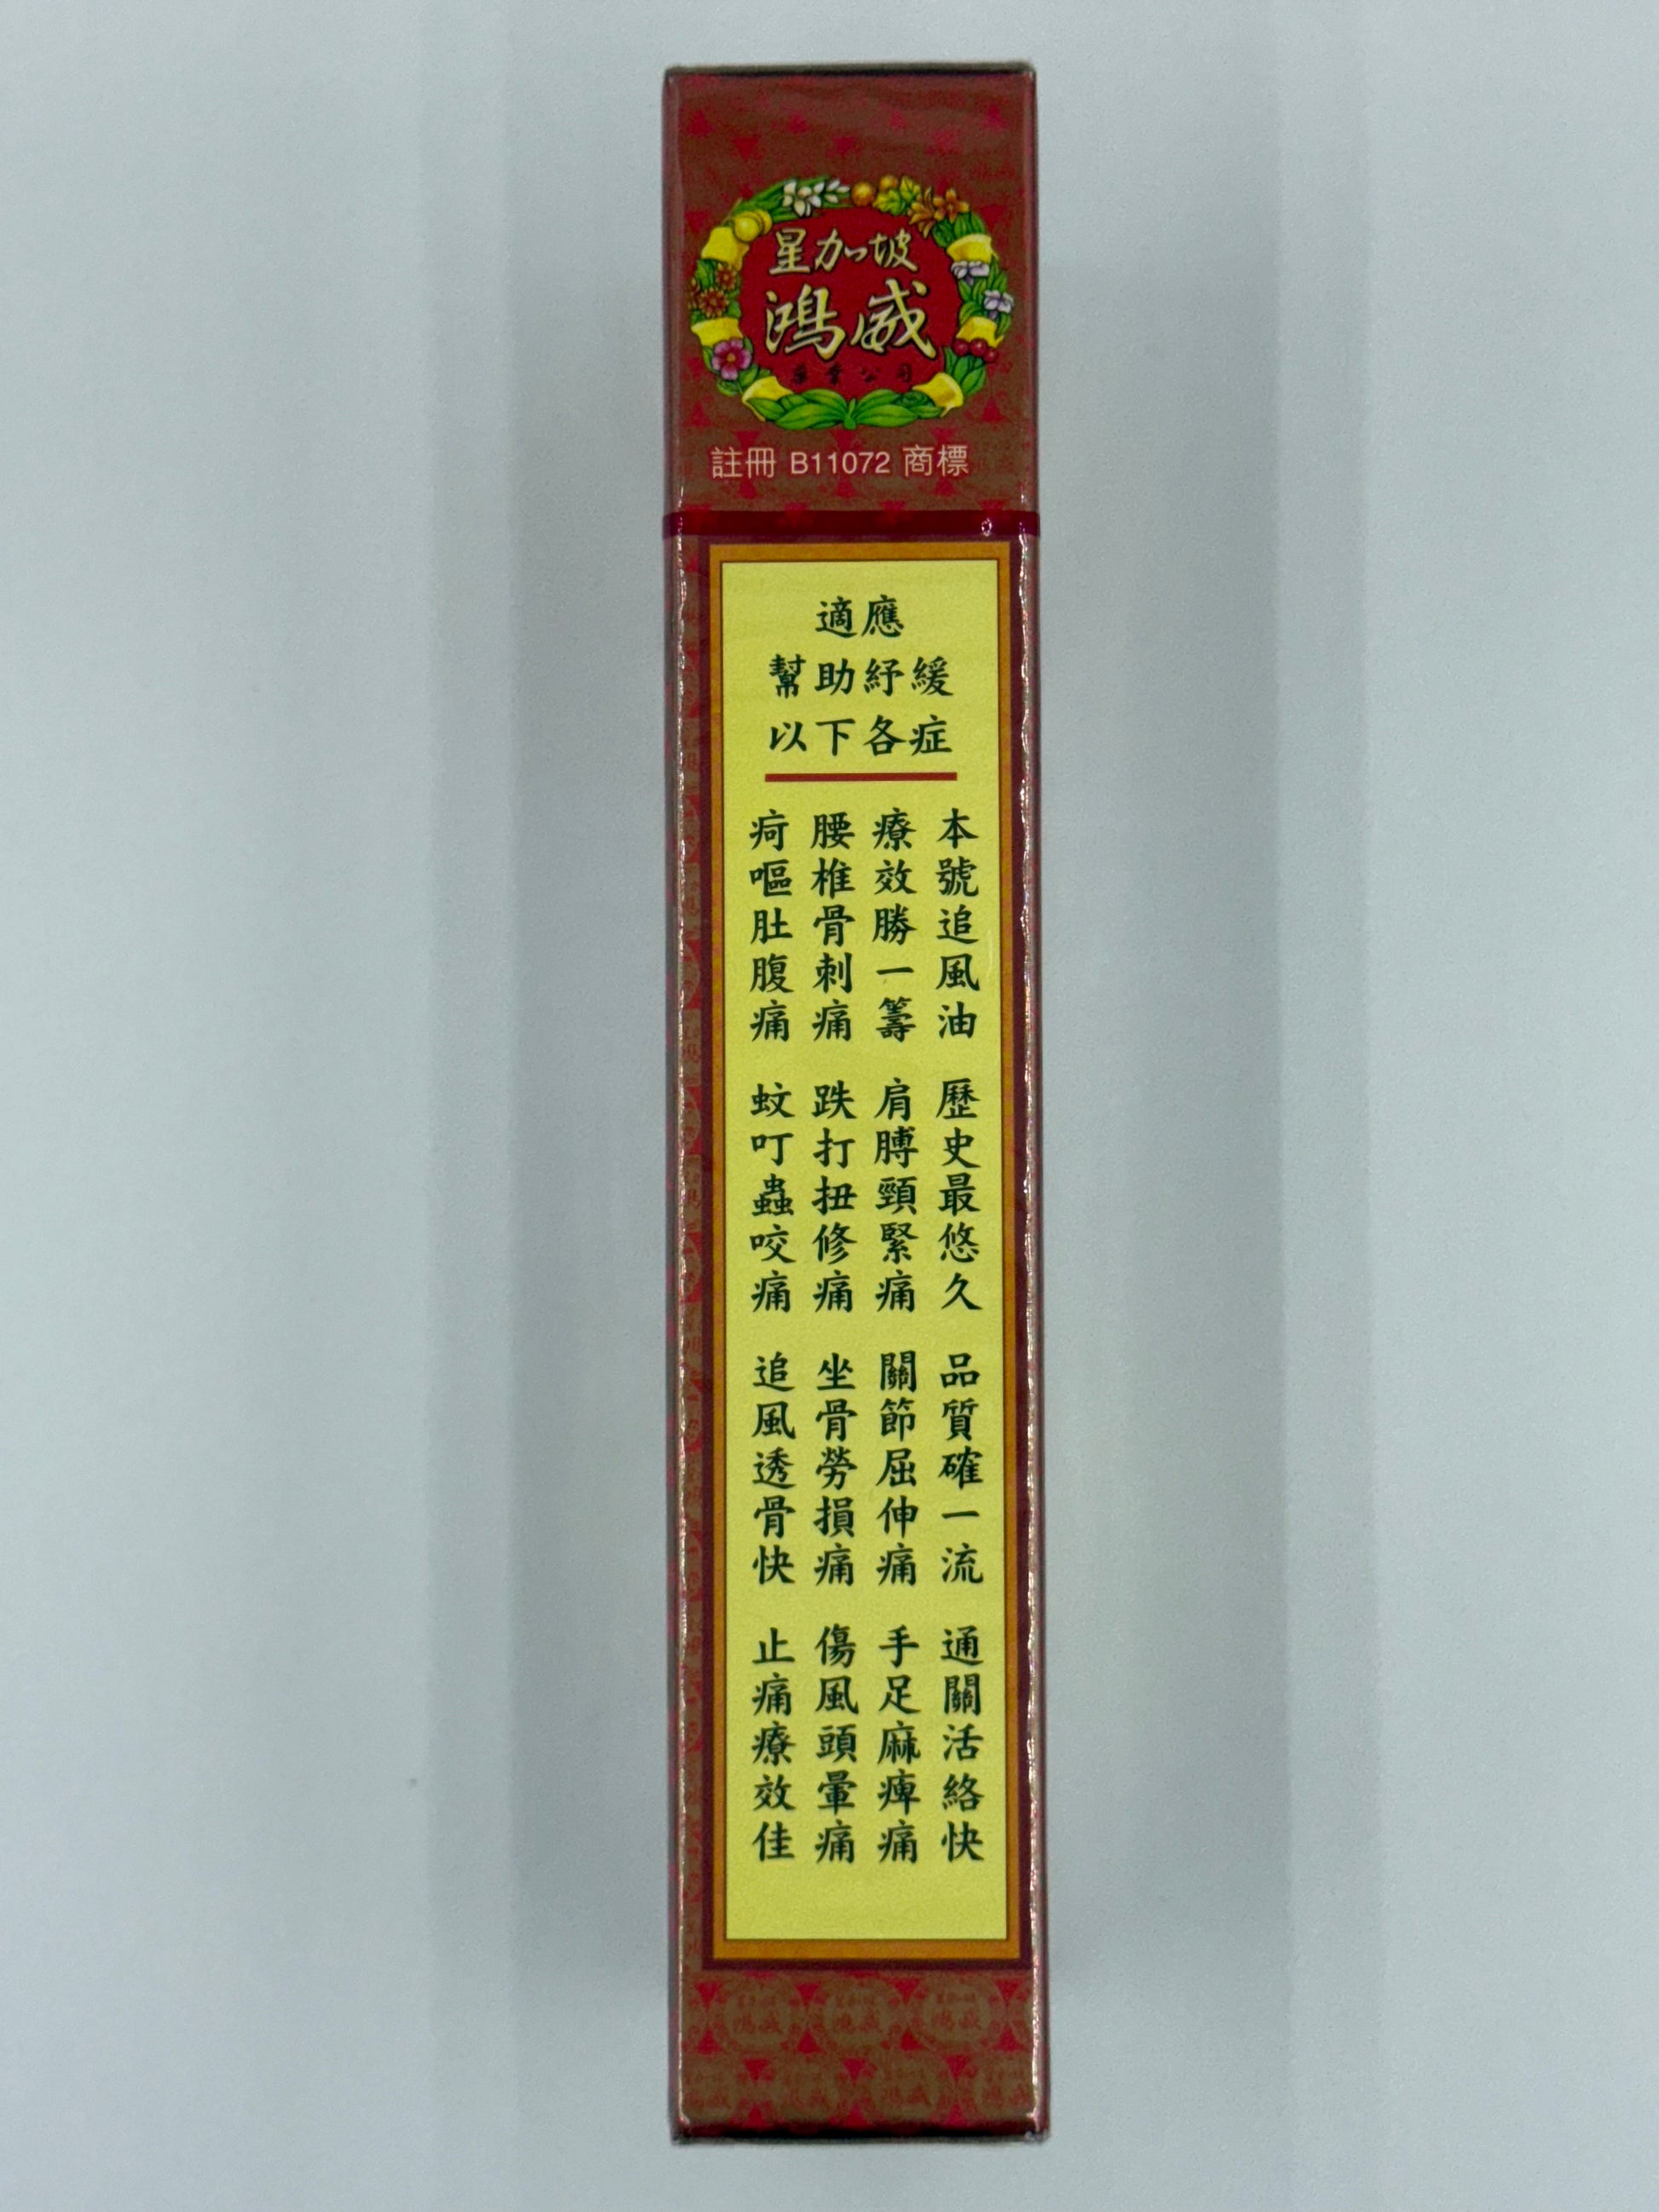 星加坡
鴻威
藥業公司
註冊 B11072 商標
適應
幫助紓緩
以下各症
本號追風油 歷史最悠久 品質確一流 通關活絡快
療效勝一籌 肩膊頸緊痛 關節屈伸痛 手足麻痺痛
腰椎骨刺痛 跌打扭修痛 坐骨勞損痛 傷風頭暈痛
疴嘔肚腹痛 蚊叮蟲咬痛 追風透骨快 止痛療效佳